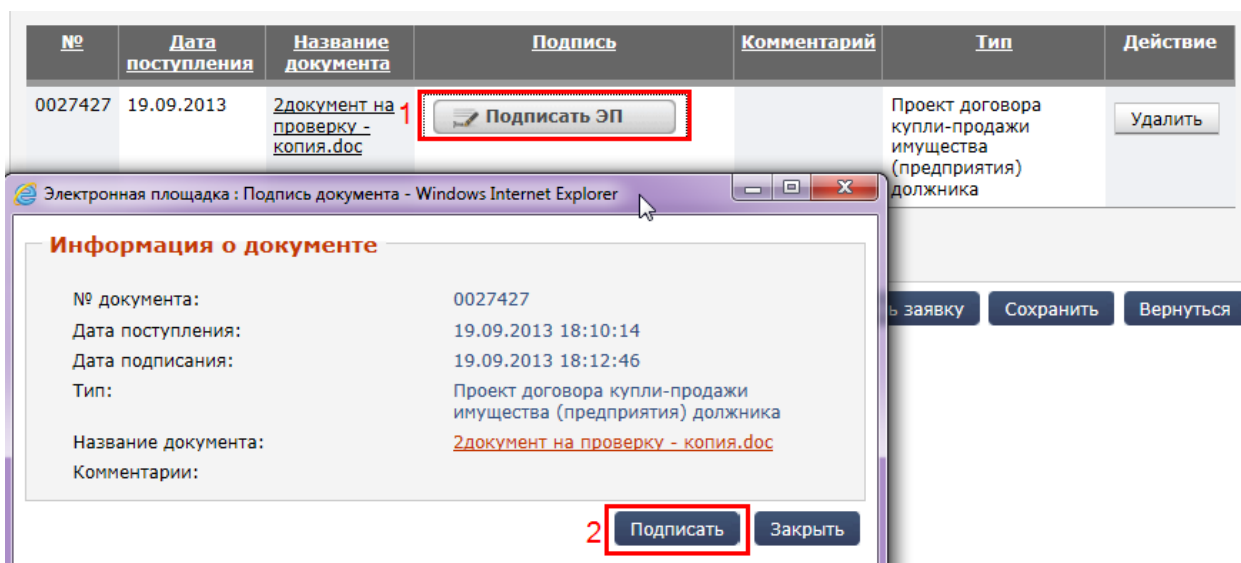 № Дата Название Подпись Комментарий Тип Действие
поступления документа
0027427 19.09.2013 2документ на 1 Подписать ЭП Проект договора Удалить
проверку - купли-продажи
копия.doc имущества
(предприятия)
должника
Электронная площадка : Подпись документа - Windows Internet Explorer
Информация о документе
№ документа: 0027427
Дата поступления: 19.09.2013 18:10:14
ь заявку Сохранить Вернуться
Дата подписания: 19.09.2013 18:12:46
Тип: Проект договора купли-продажи
имущества (предприятия) должника
Название документа: 2документ на проверку - копия.doc
Комментарии:
2 Подписать Закрыть